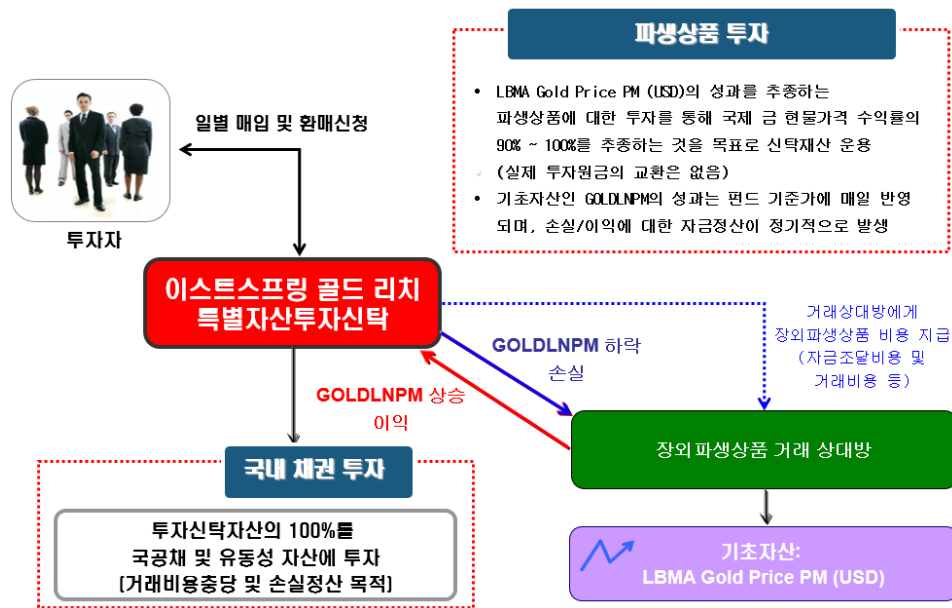 파생상품 투자
• LBMA Gold Price PM (USD)의 성과를 추종하는
파생상품에 대한 투자를 통해 국제 금 현물가격 수익률의
90% ~ 100%를 추종하는 것을 목표로 신탁재산 운용
(실제 투자원금의 교환은 없음)
• 기초자산인 GOLDLNPM의 성과는 펀드 기준가에 매일 반영
되며, 손실/이익에 대한 자금정산이 정기적으로 발생
일별 매입 및 환매신청
투자자
이스트스프링 골드 리치
특별자산투자신탁
GOLDLNPM 하락
손실
GOLDLNPM 상승
이익
거래상대방에게
장외파생상품 비용 지급
(자금조달비용 및
거래비용 등)
장외파생상품 거래 상대방
국내 채권 투자
투자신탁자산의 100%를
국공채 및 유동성 자산에 투자
(거래비용충당 및 손실정산 목적)
기초자산:
LBMA Gold Price PM (USD)